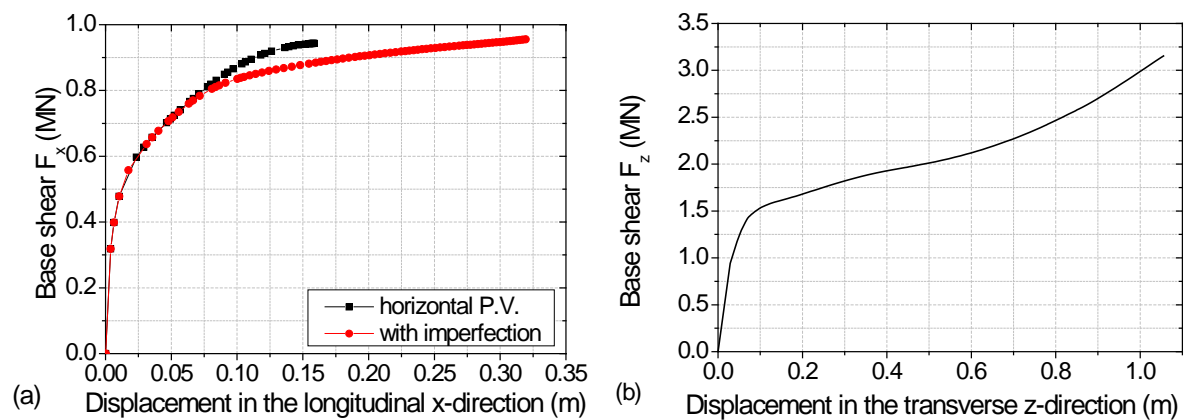 1.0
0.8
0.6
0.4
0.2
0.0
Base shear Fx (MN)
horizontal P.V.
with imperfection
0.00 0.05 0.10 0.15 0.20 0.25 0.30 0.35
(a) Displacement in the longitudinal x-direction (m)
3.5
3.0
2.5
2.0
1.5
1.0
0.5
0.0
Base shear Fz (MN)
0.0 0.2 0.4 0.6 0.8 1.0
(b) Displacement in the transverse z-direction (m)